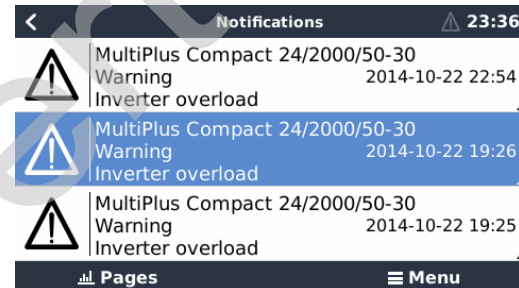 Notifications 23:36
MultiPlus Compact 24/2000/50-30
Warning 2014-10-22 22:54
Inverter overload
MultiPlus Compact 24/2000/50-30
Warning 2014-10-22 19:26
Inverter overload
MultiPlus Compact 24/2000/50-30
Warning 2014-10-22 19:25
Inverter overload
Pages Menu